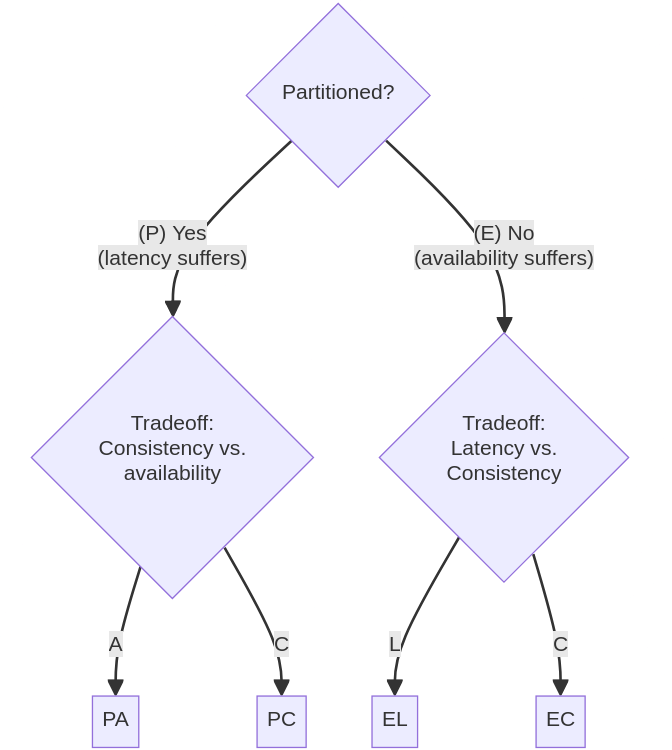 Partitioned?
(P) Yes
(latency suffers)
(E) No
(availability suffers)
Tradeoff:
Consistency vs.
availability
Tradeoff:
Latency vs.
Consistency
A
C
L
C
PA
PC
EL
EC